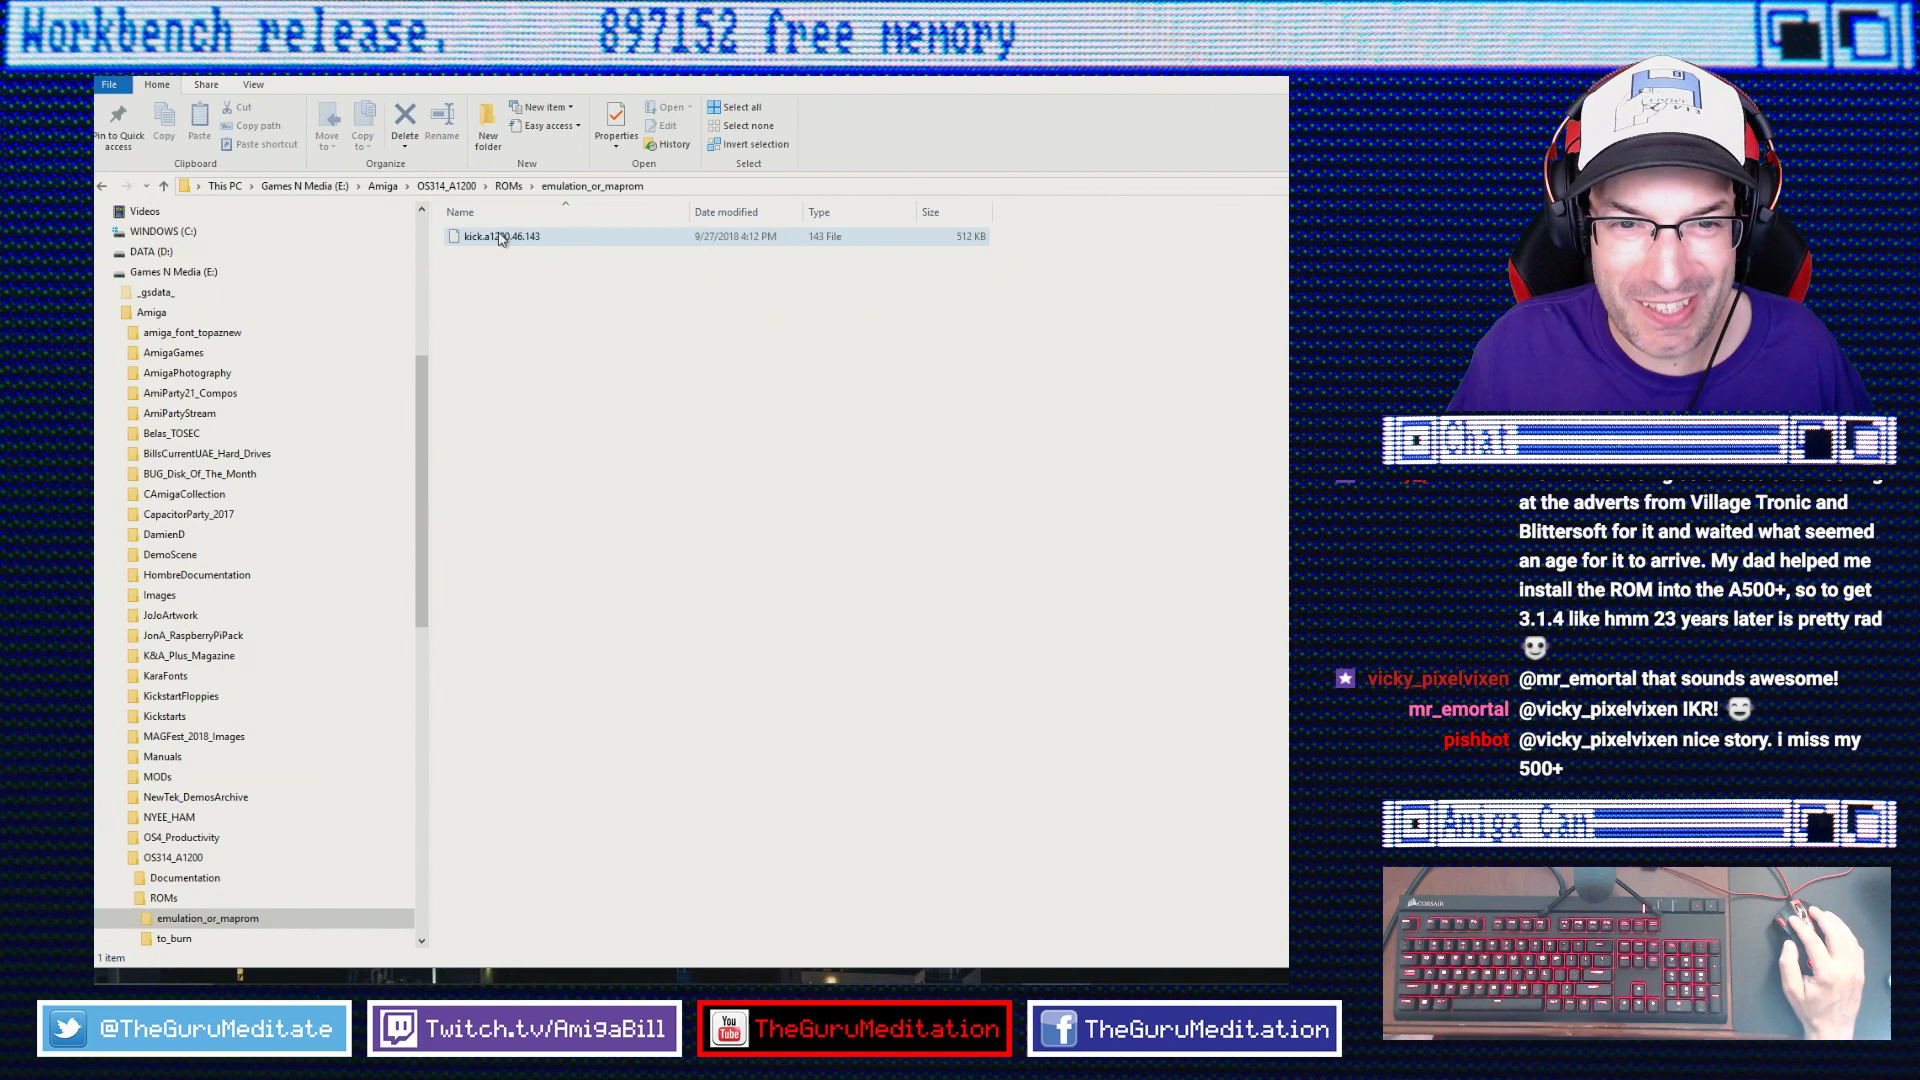 Workbench release. 897152 free memory
File Home Share View
Pin to Quick access
Copy
Paste
Cut
Copy path
Paste shortcut
Clipboard
Move to
Copy to
Delete
Rename
Organize
New folder
New item
Easy access
New
Properties
Open
Edit
History
Open
Select all
Select none
Invert selection
Select
This PC > Games N Media (E:) > Amiga > OS314_A1200 > ROMs > emulation_or_maprom
Name Date modified Type Size
9/27/2018 4:12 PM 143 File 512 KB
Videos
WINDOWS (C:)
DATA (D:)
Games N Media (E:)
_gsdata_
Amiga
amiga_font_topaznew
AmigaGames
AmigaPhotography
AmiParty21_Compos
AmiPartyStream
Belas_TOSEC
BillsCurrentUAE_Hard_Drives
BUG_Disk_Of_The_Month
CAmigaCollection
CapacitorParty_2017
DamienD
DemoScene
HombreDocumentation
Images
JoJoArtwork
JonA_RaspberryPiPack
K&A_Plus_Magazine
KaraFonts
KickstartFloppies
Kickstarts
MAGFest_2018_Images
Manuals
MODs
NewTek_DemosArchive
NYEE_HAM
OS4_Productivity
OS314_A1200
Documentation
ROMs
emulation_or_maprom
to_burn
1 item
Chat
at the adverts from Village Tronic and
Blittersoft for it and waited what seemed
an age for it to arrive. My dad helped me
install the ROM into the A500+, so to get
3.1.4 like hmm 23 years later is pretty rad
vicky_pixelvixen @mr_emortal that sounds awesome!
mr_emortal @vicky_pixelvixen IKR!
pishbot @vicky_pixelvixen nice story. i miss my
500+
Amiga Cam
CORSAIR
@TheGuruMeditate
Twitch.tv/AmigaBill
You Tube TheGuruMeditation
TheGuruMeditation